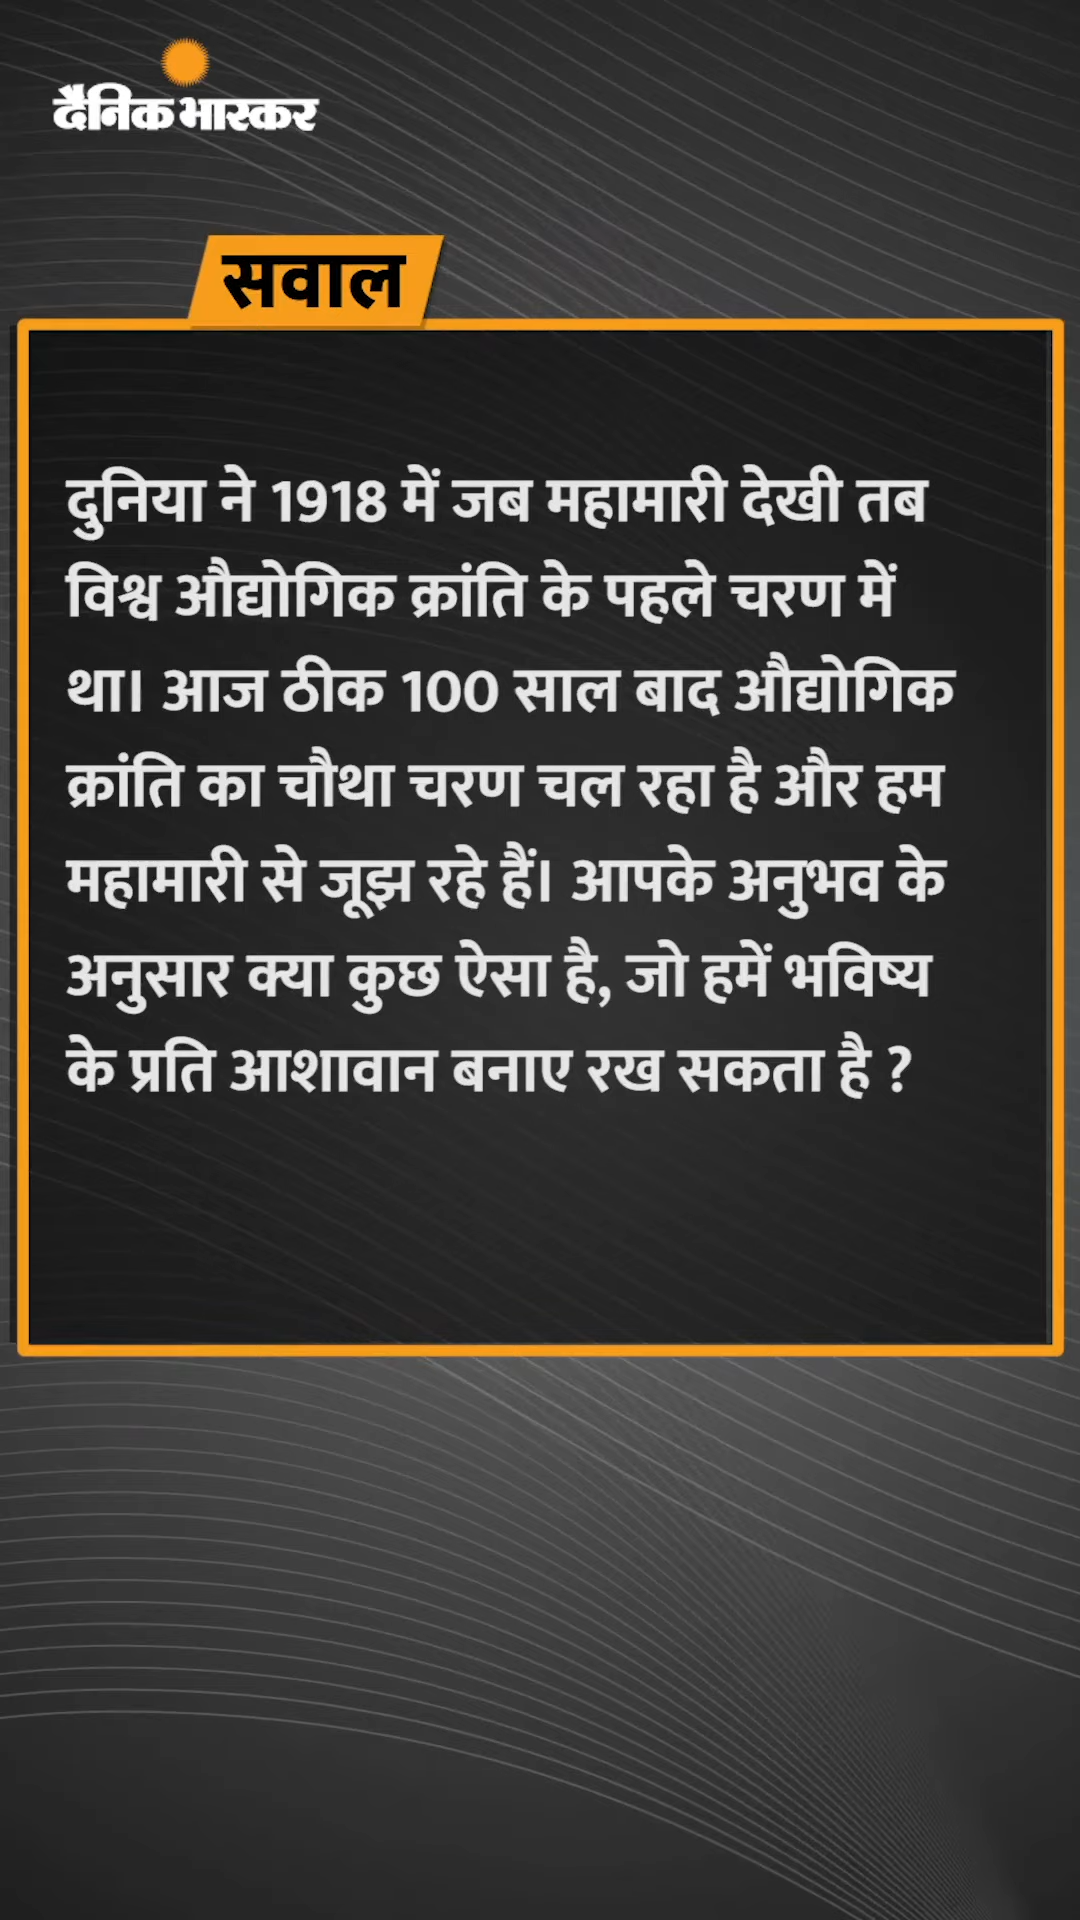 दैनिक भास्कर
सवाल
दुनिया ने 1918 में जब महामारी देखी तब
विश्व औद्योगिक क्रांति के पहले चरण में
था। आज ठीक 100 साल बाद औद्योगिक
क्रांति का चौथा चरण चल रहा है और हम
महामारी से जूझ रहे हैं। आपके अनुभव के
अनुसार क्या कुछ ऐसा है, जो हमें भविष्य
के प्रति आशावान बनाए रख सकता है ?